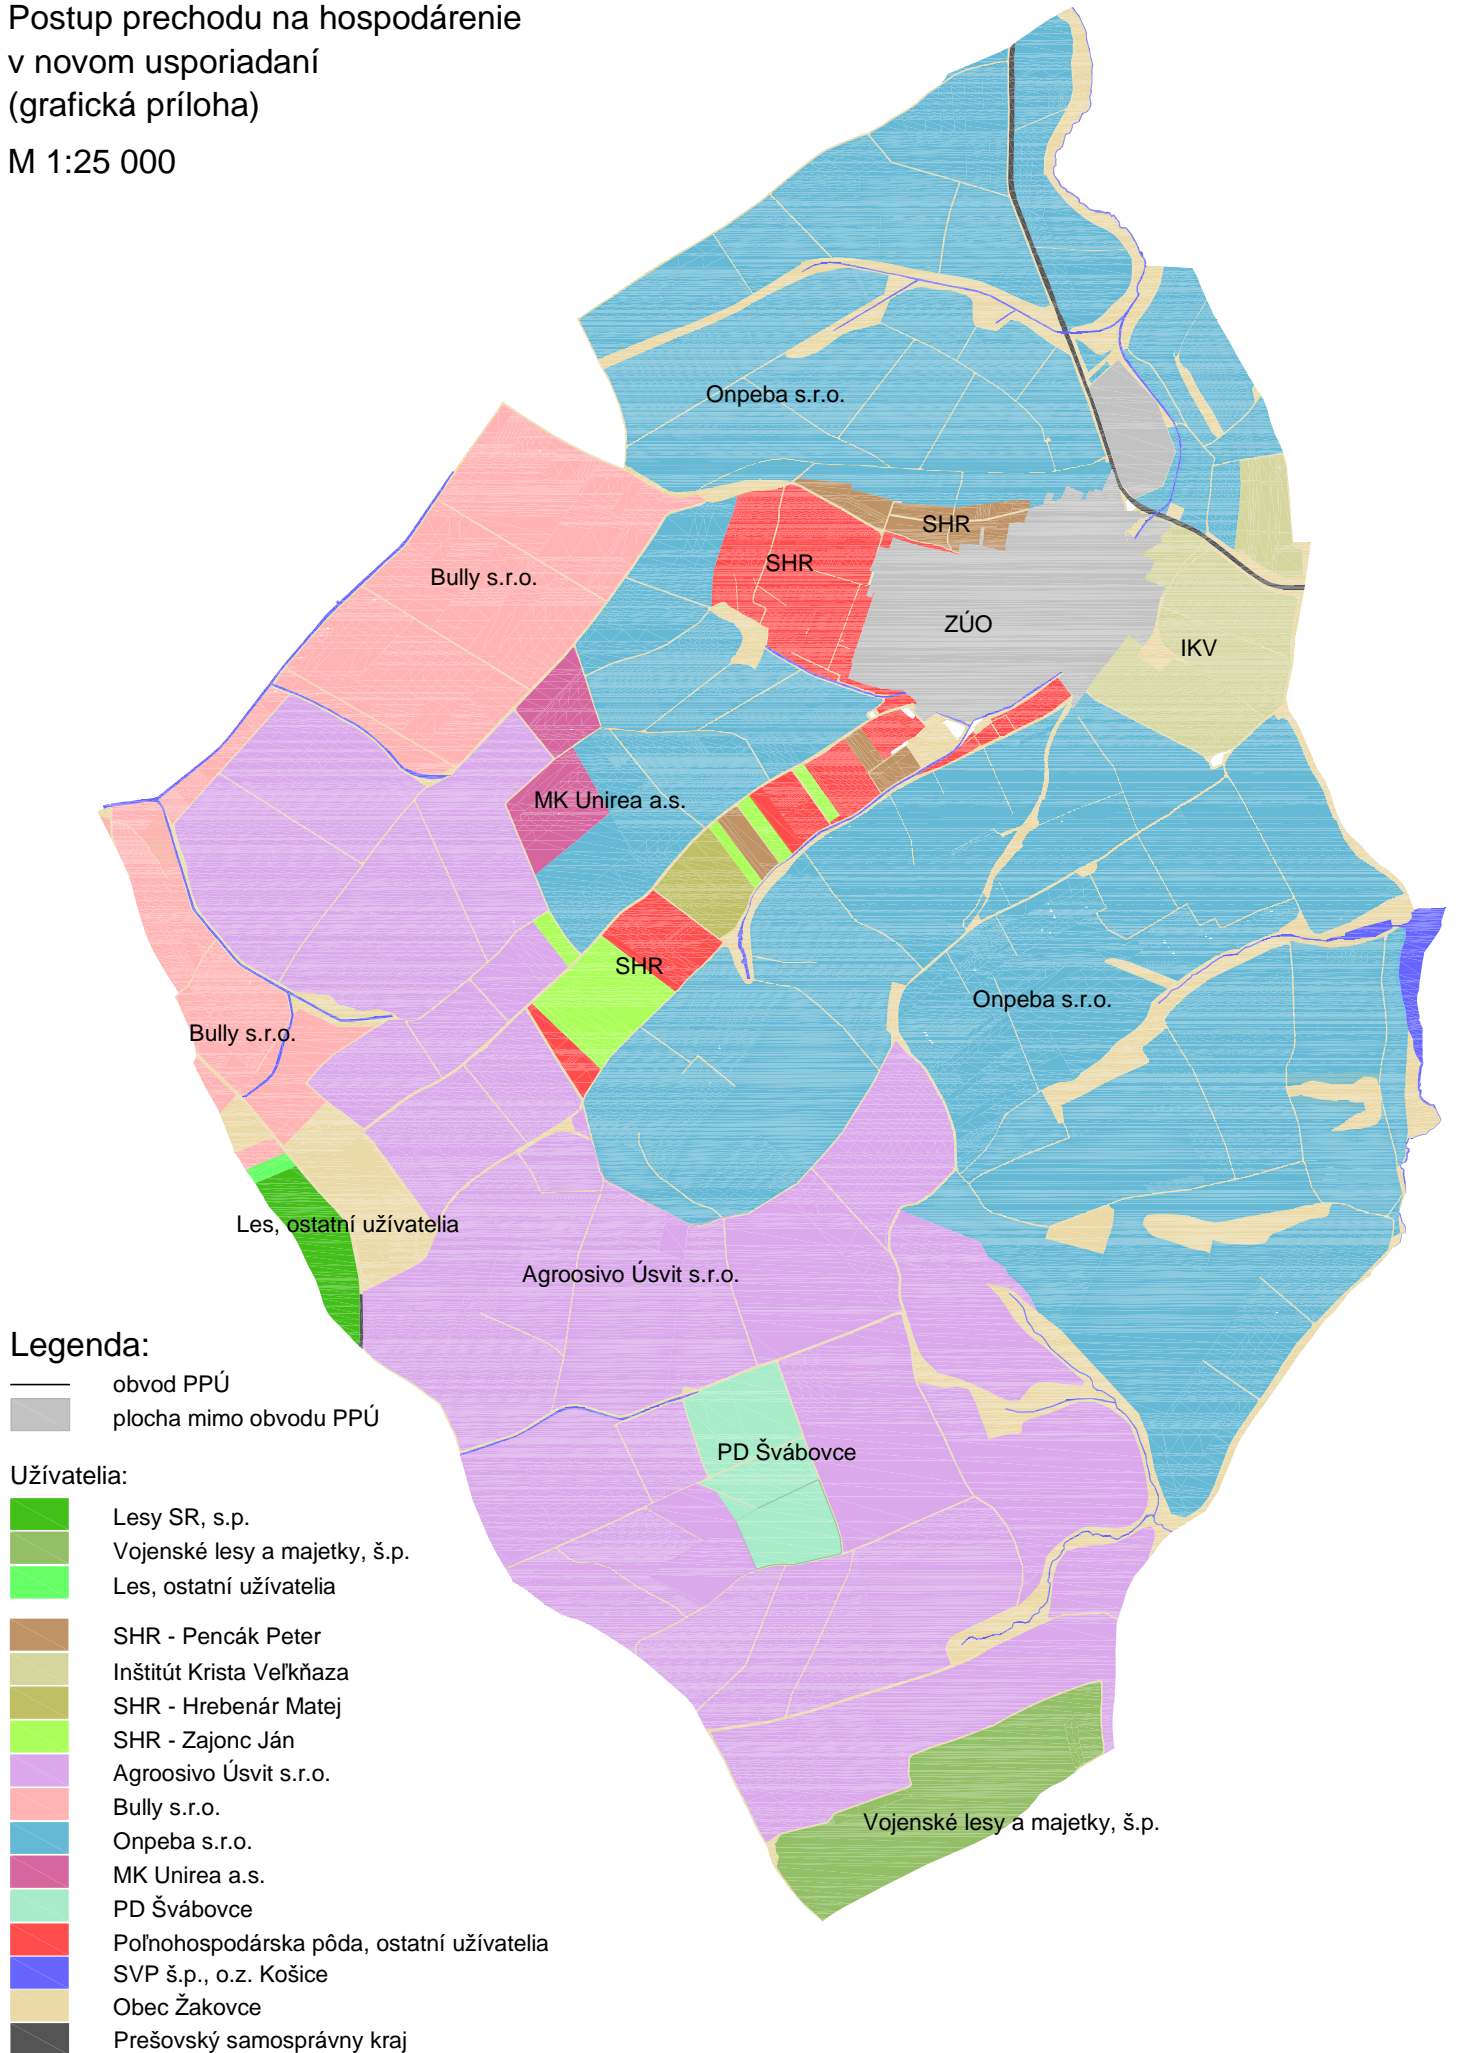 Postup prechodu na hospodárenie
v novom usporiadaní
(grafická príloha)
M 1:25 000
Onpeba s.r.o.
SHR
SHR
Bully s.r.o.
ZÚO
IKV
MK Unirea a.s.
SHR
Onpeba s.r.o.
Bully s.r.o.
Les, ostatní užívatelia
Agroosivo Úsvit s.r.o.
PD Švábovce
Vojenské lesy a majetky, š.p.
Legenda:
obvod PPÚ
plocha mimo obvodu PPÚ
Užívatelia:
Lesy SR, s.p.
Vojenské lesy a majetky, š.p.
Les, ostatní užívatelia
SHR - Pencák Peter
Inštitút Krista Veľkňaza
SHR - Hrebenár Matej
SHR - Zajonc Ján
Agroosivo Úsvit s.r.o.
Bully s.r.o.
Onpeba s.r.o.
MK Unirea a.s.
PD Švábovce
Poľnohospodárska pôda, ostatní užívatelia
SVP š.p., o.z. Košice
Obec Žakovce
Prešovský samosprávny kraj